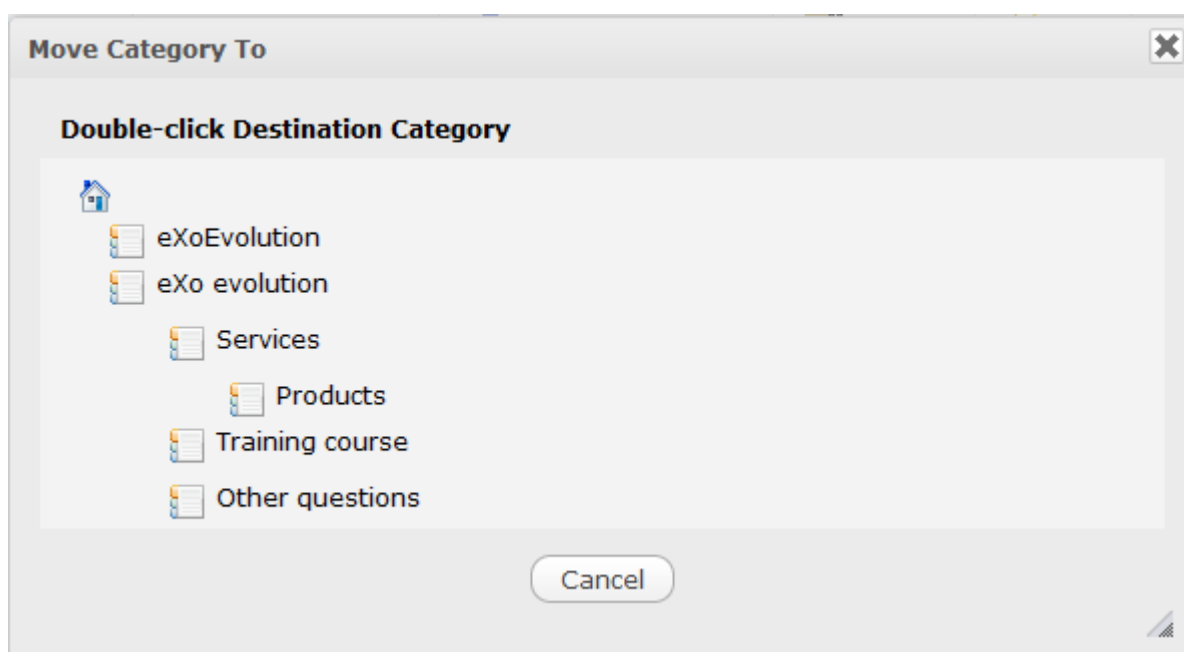 Move Category To
Double-click Destination Category
eXoEvolution
eXo evolution
Services
Products
Training course
Other questions
Cancel